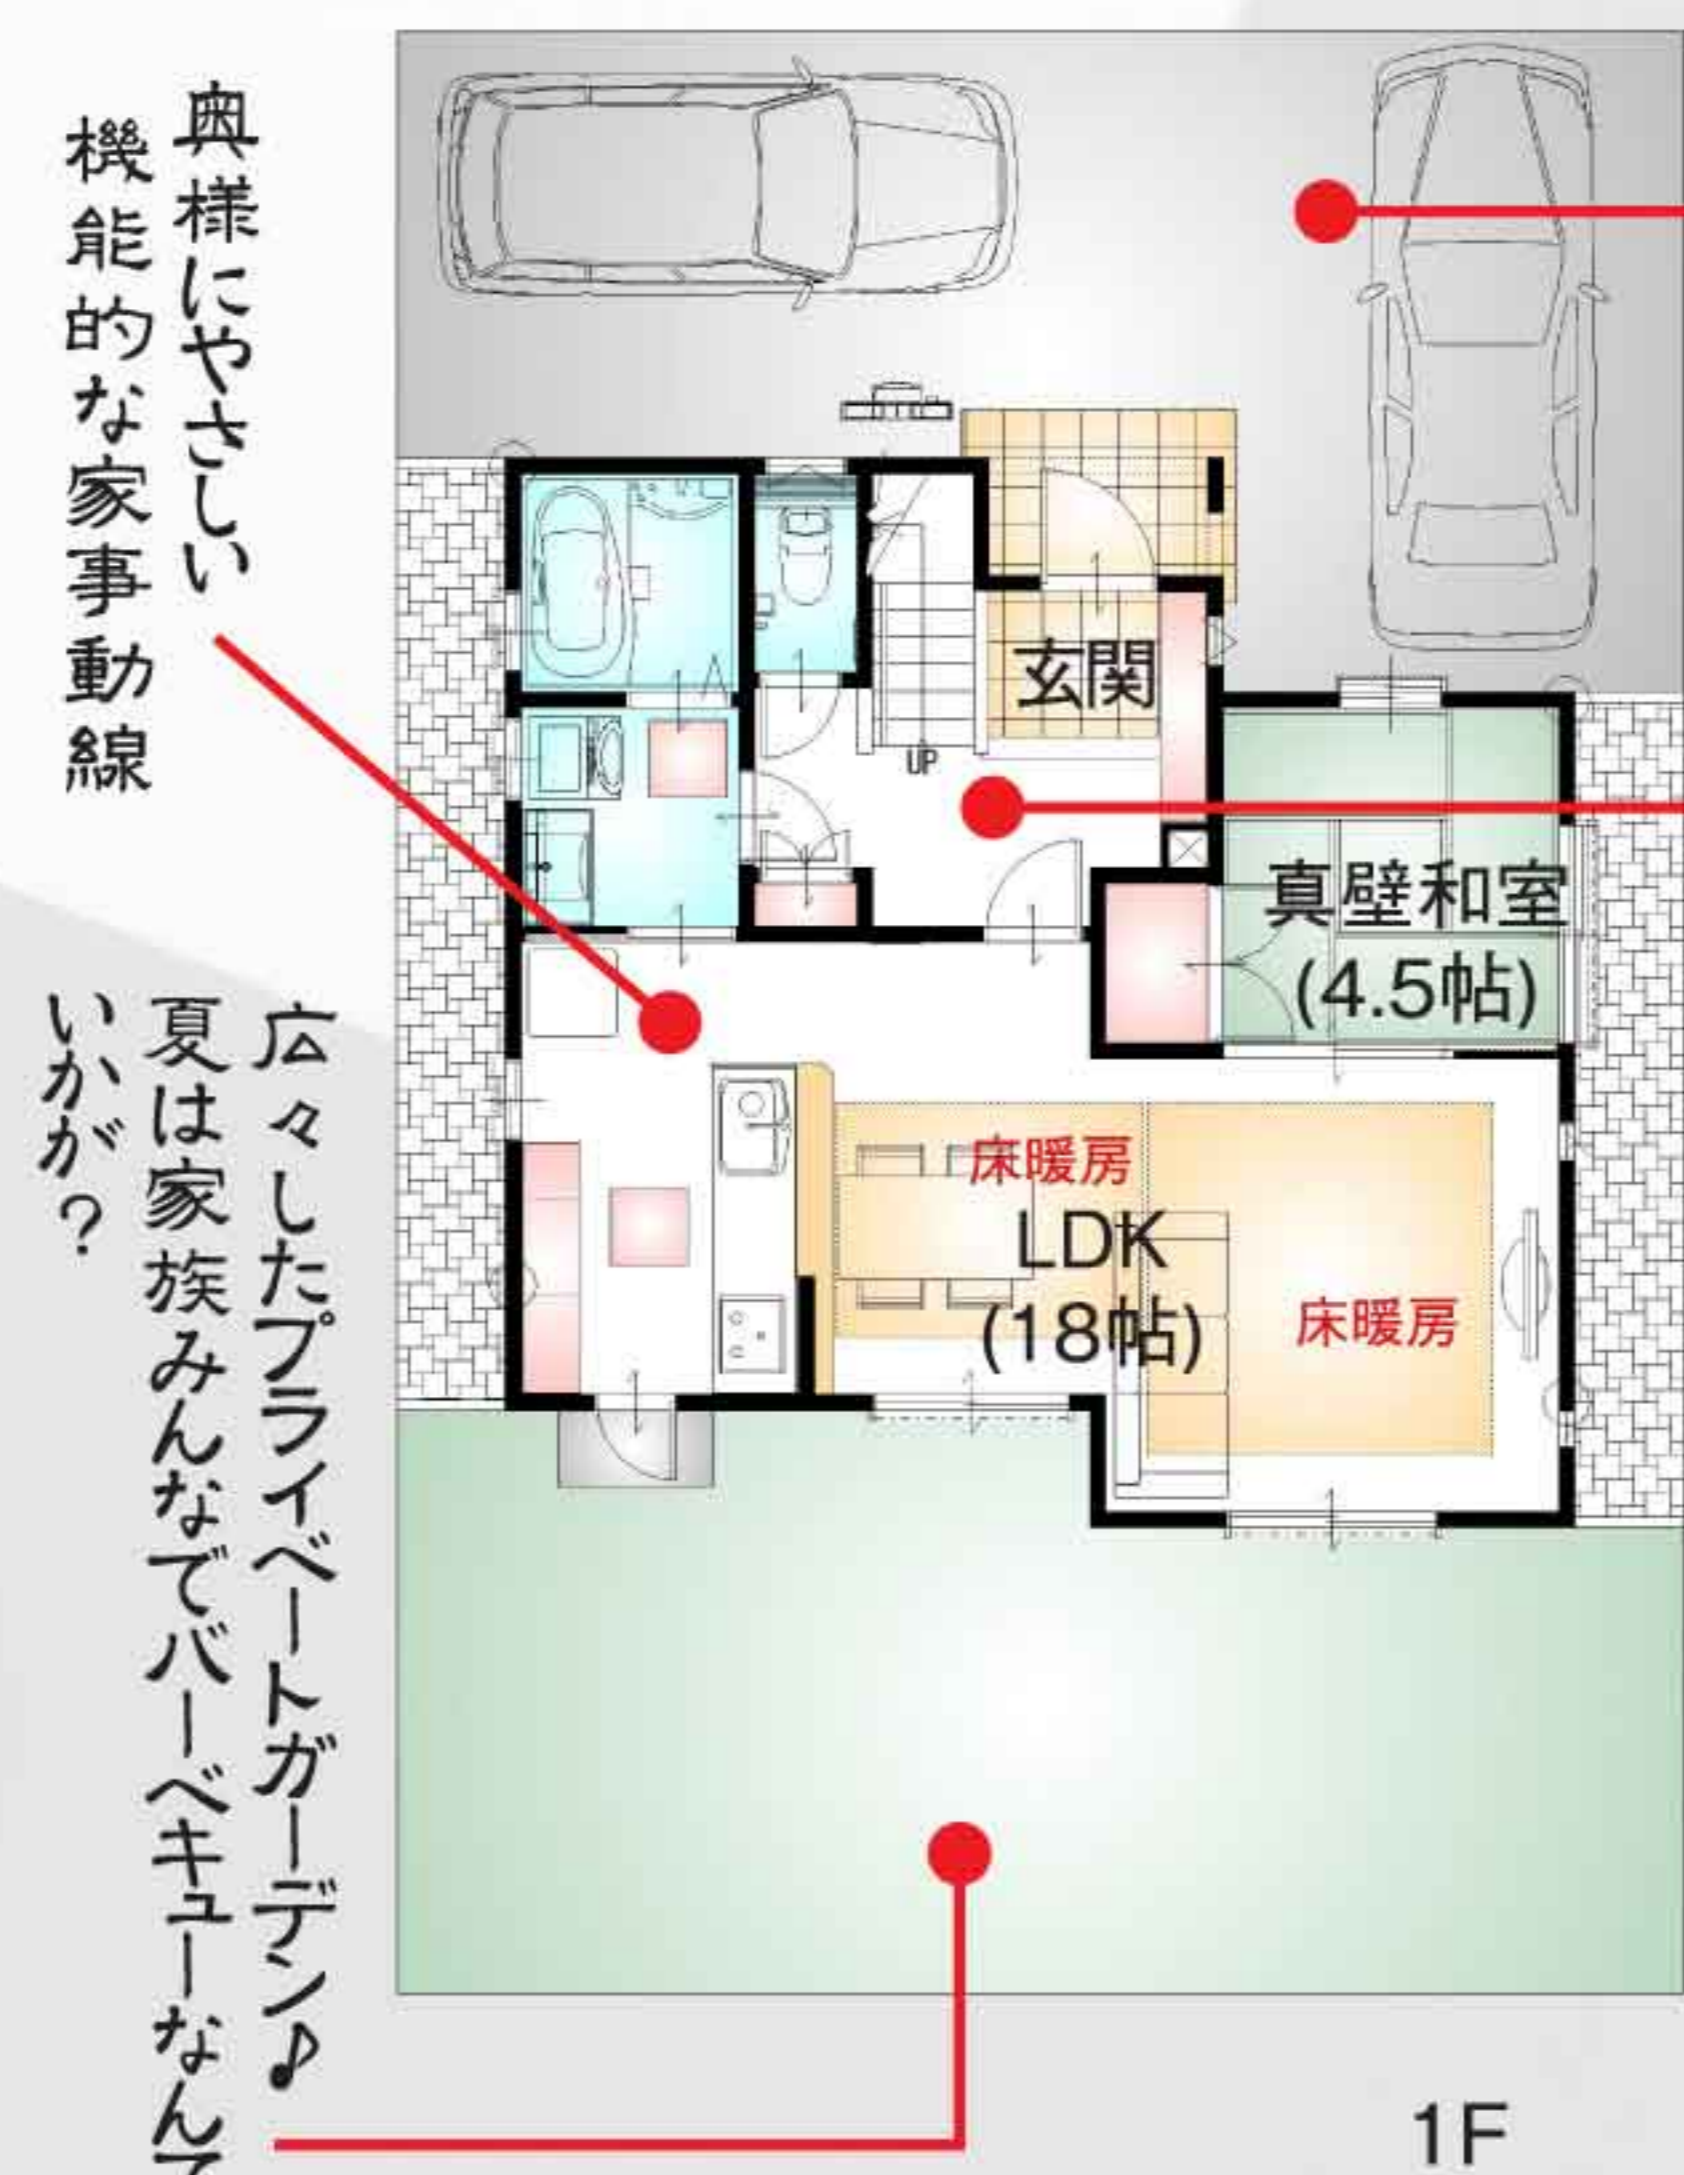 奥様にやさしい
機能的な家事動線
玄関
UP
真壁和室
(4.5帖)
床暖房
LDK
(18帖)
床暖房
広々したプライベートガーデン♪
夏は家族みんなでバーベキューなんて
いかが？
1F